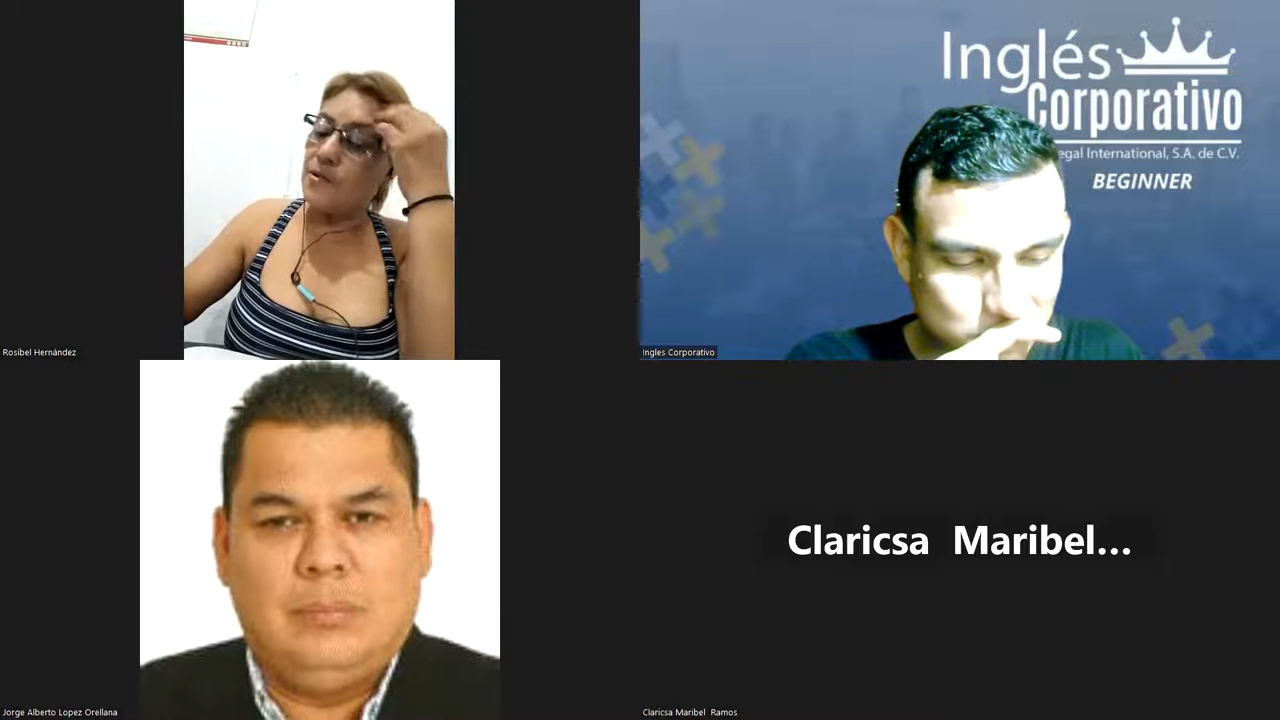 Inglés
Corporativo
egal International, S.A. de C.V.
BEGINNER
Rosibel Hernández
Ingles Corporativo
Claricsa Maribel...
Jorge Alberto Lopez Orellana
Claricsa Maribel Ramos